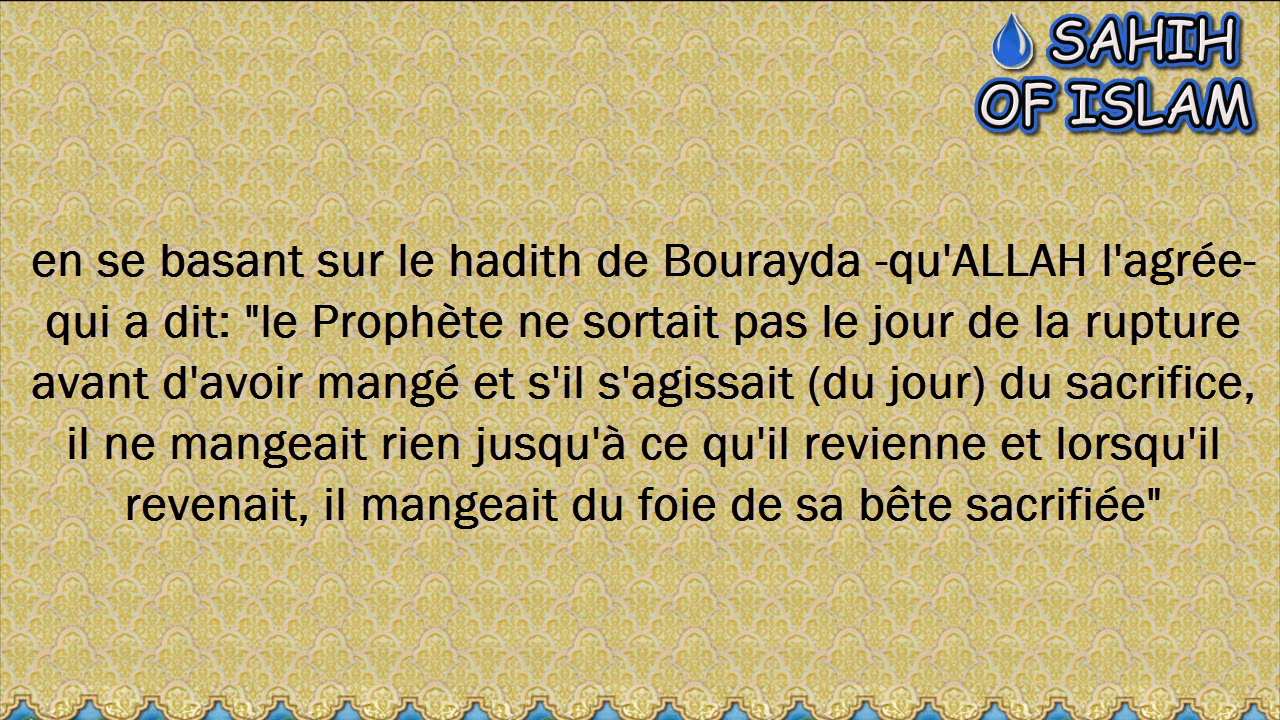 SAHIH
OF ISLAM
en se basant sur le hadith de Bourayda -qu'ALLAH l'agrée-
qui a dit: "le Prophète ne sortait pas le jour de la rupture
avant d'avoir mangé et s'il s'agissait (du jour) du sacrifice,
il ne mangeait rien jusqu'à ce qu'il revienne et lorsqu'il
revenait, il mangeait du foie de sa bête sacrifiée"